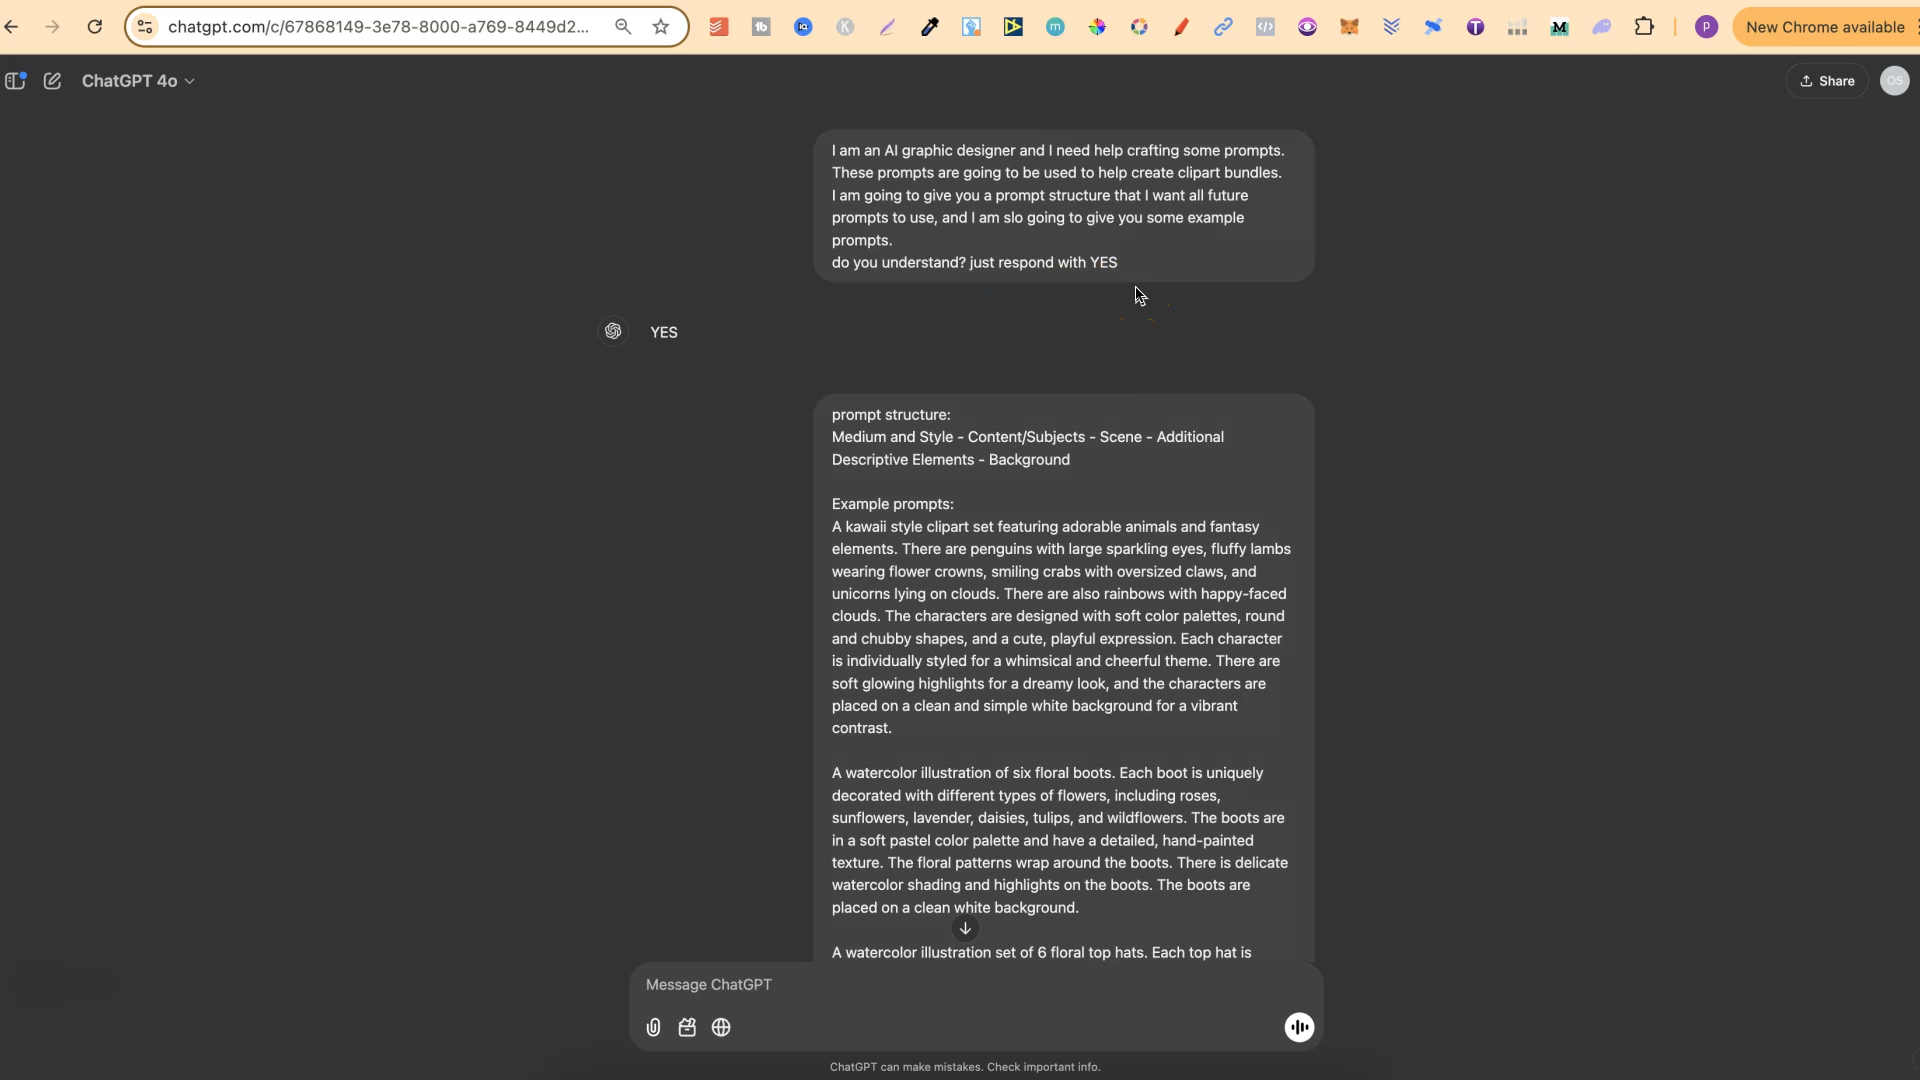 chatgpt.com/c/67868149-3e78-8000-a769-8449d2...
New Chrome available
ChatGPT 4o
Share
OS
I am an AI graphic designer and I need help crafting some prompts.
These prompts are going to be used to help create clipart bundles.
I am going to give you a prompt structure that I want all future
prompts to use, and I am slo going to give you some example
prompts.
do you understand? just respond with YES
YES
prompt structure:
Medium and Style - Content/Subjects - Scene - Additional
Descriptive Elements - Background
Example prompts:
A kawaii style clipart set featuring adorable animals and fantasy
elements. There are penguins with large sparkling eyes, fluffy lambs
wearing flower crowns, smiling crabs with oversized claws, and
unicorns lying on clouds. There are also rainbows with happy-faced
clouds. The characters are designed with soft color palettes, round
and chubby shapes, and a cute, playful expression. Each character
is individually styled for a whimsical and cheerful theme. There are
soft glowing highlights for a dreamy look, and the characters are
placed on a clean and simple white background for a vibrant
contrast.
A watercolor illustration of six floral boots. Each boot is uniquely
decorated with different types of flowers, including roses,
sunflowers, lavender, daisies, tulips, and wildflowers. The boots are
in a soft pastel color palette and have a detailed, hand-painted
texture. The floral patterns wrap around the boots. There is delicate
watercolor shading and highlights on the boots. The boots are
placed on a clean white background.
A watercolor illustration set of 6 floral top hats. Each top hat is
Message ChatGPT
ChatGPT can make mistakes. Check important info.